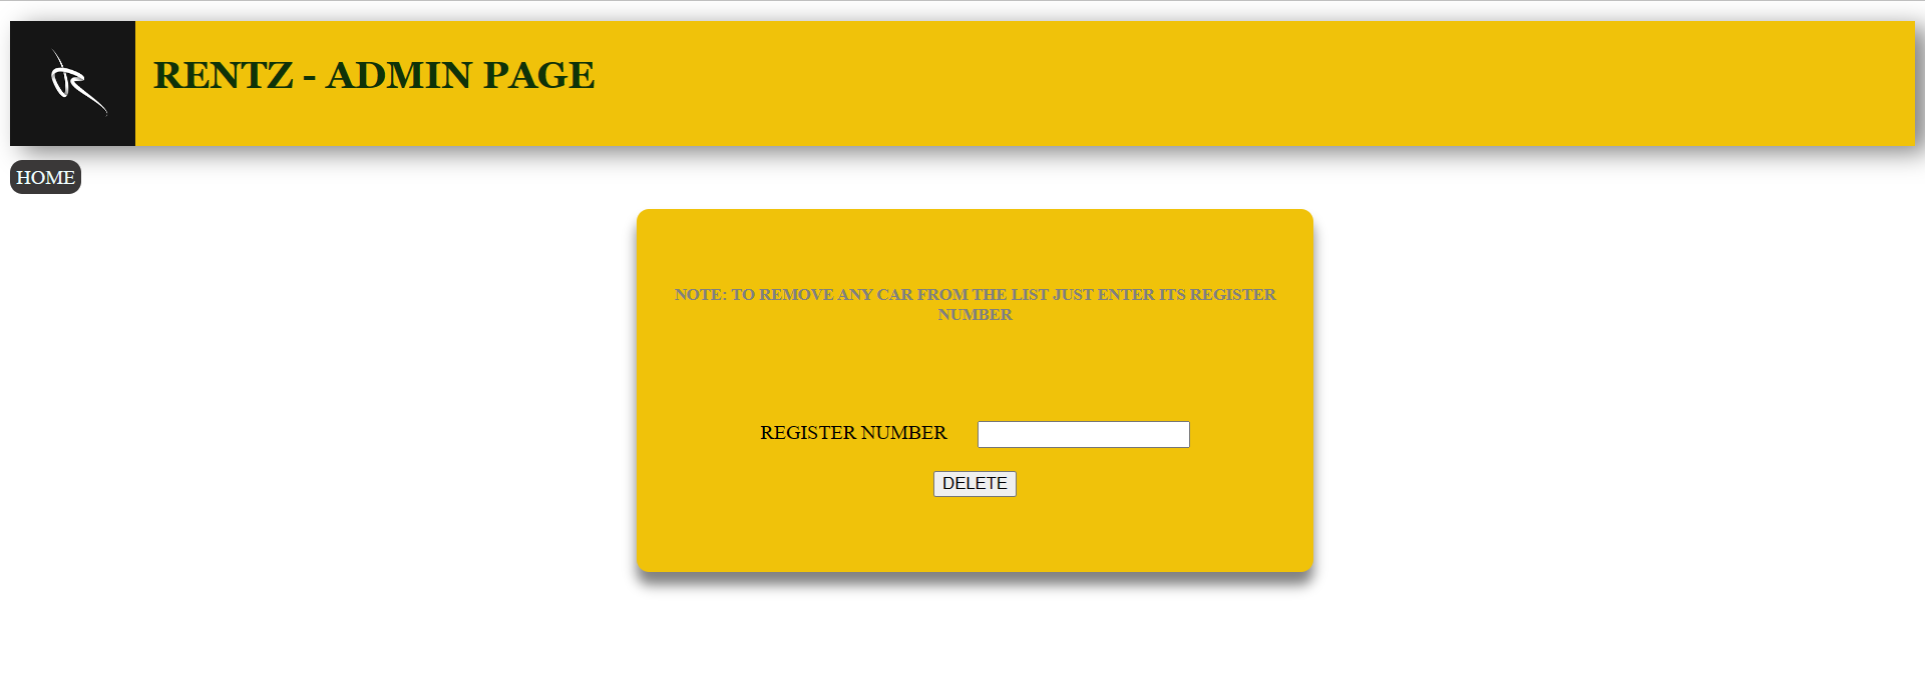 RENTZ - ADMIN PAGE
HOME
NOTE: TO REMOVE ANY CAR FROM THE LIST JUST ENTER ITS REGISTER
NUMBER
REGISTER NUMBER
DELETE